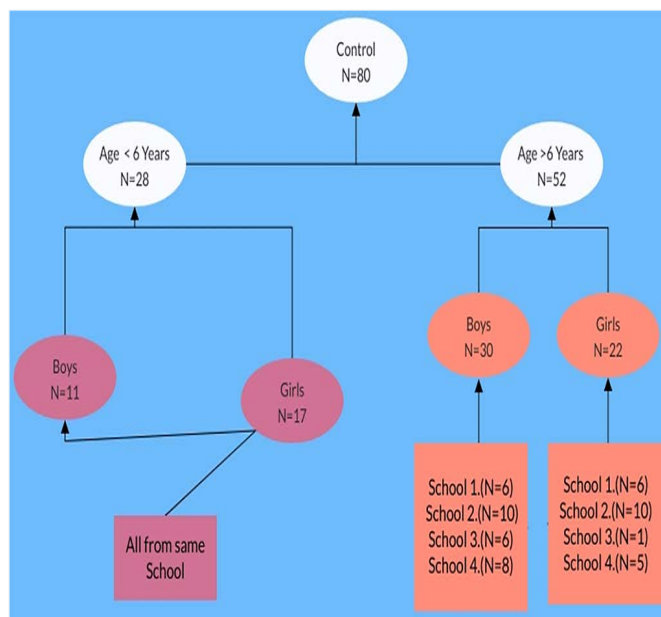 Control
N=80
Age < 6 Years
N=28
Age >6 Years
N=52
Boys
N=11
Girls
N=17
Boys
N=30
Girls
N=22
All from same
School
School 1.(N=6)
School 2.(N=10)
School 3.(N=6)
School 4.(N=8)
School 1.(N=6)
School 2.(N=10)
School 3.(N=1)
School 4.(N=5)